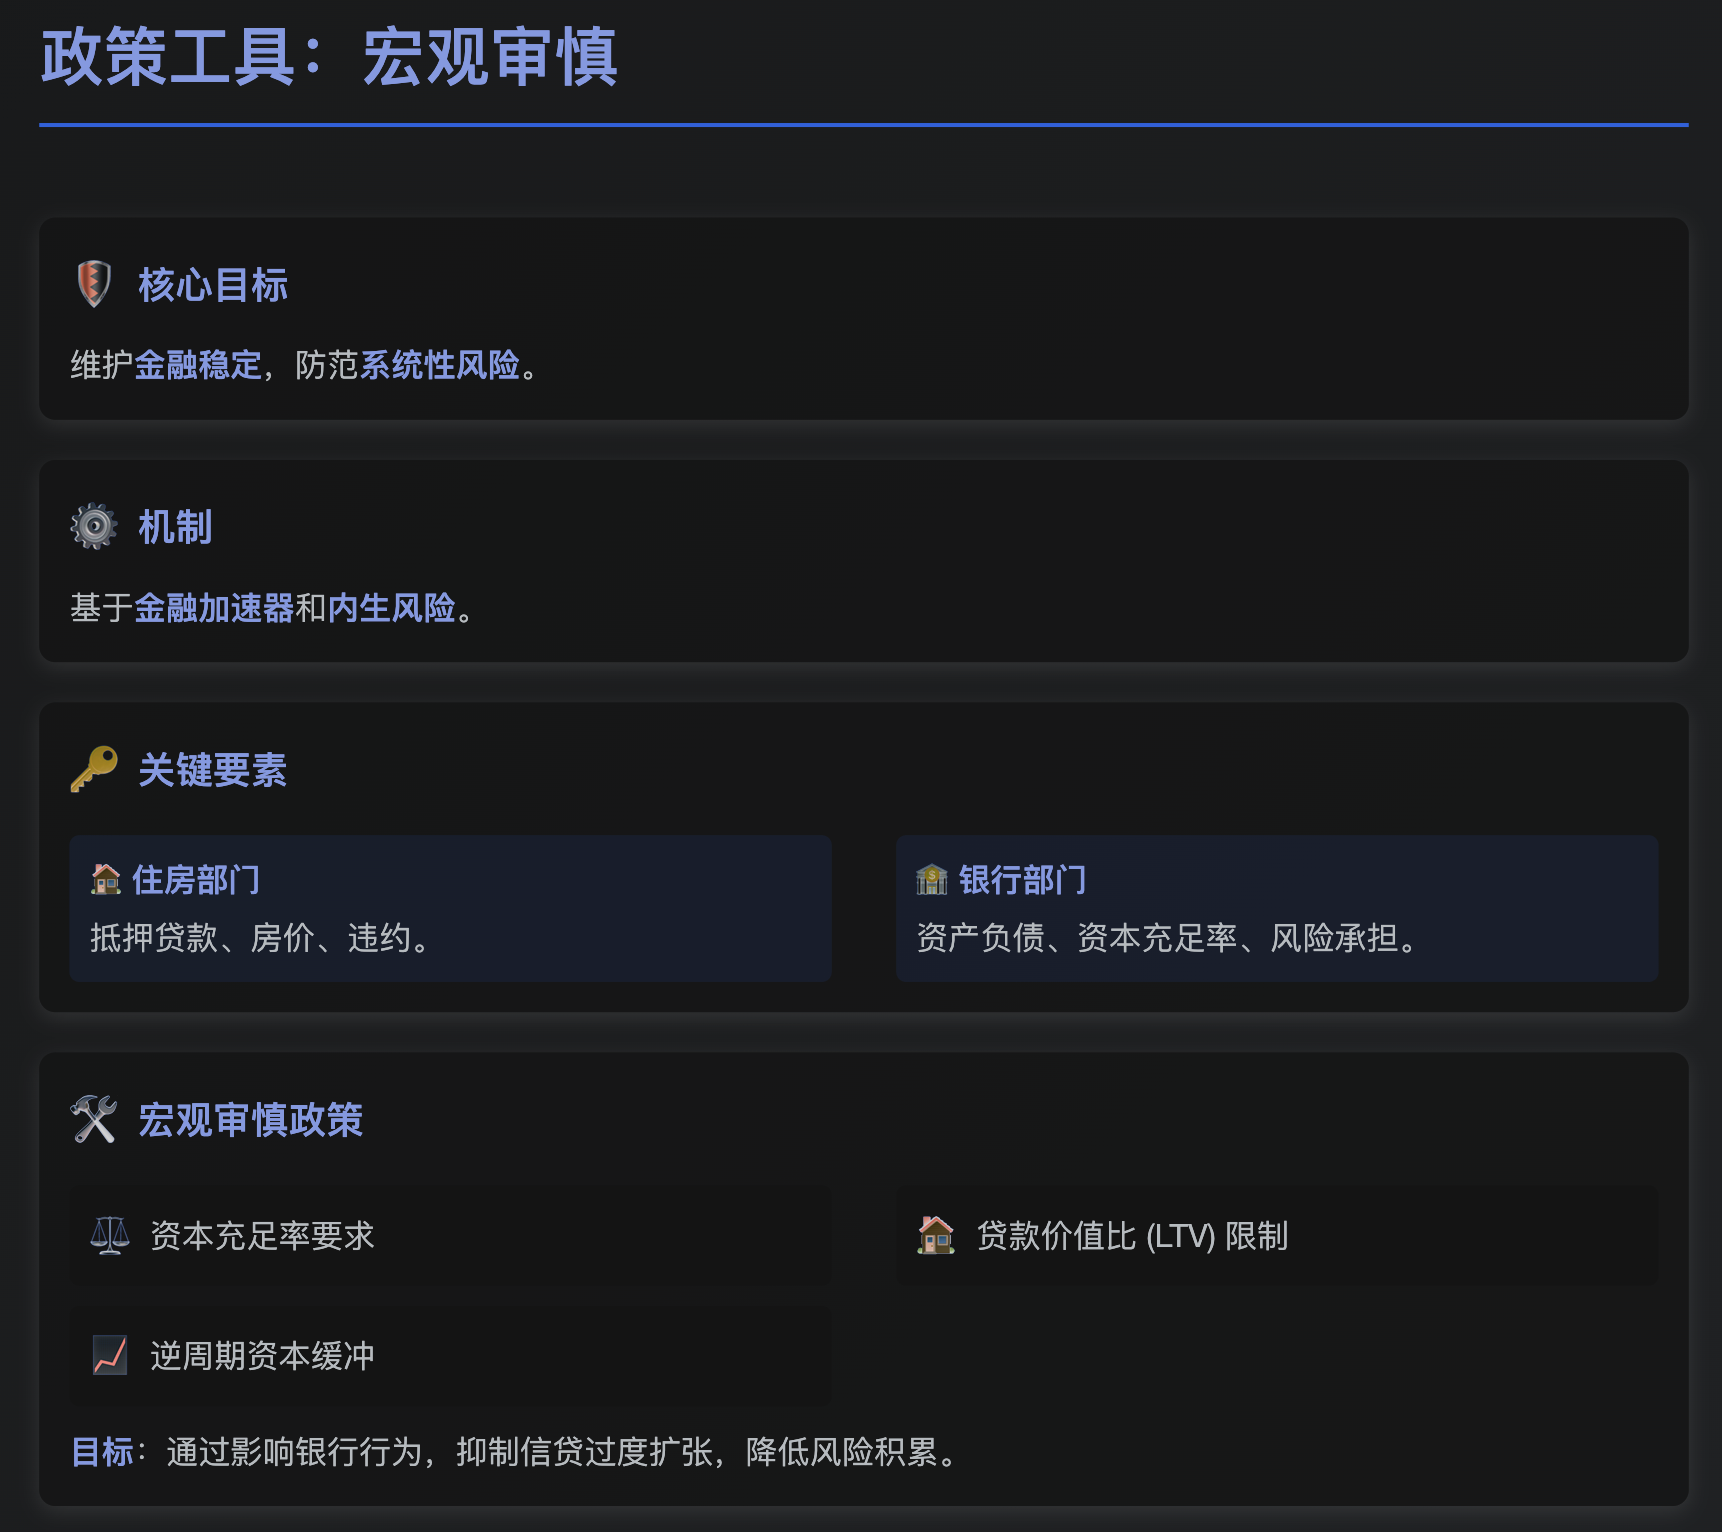 政策工具：宏观审慎
核心目标
维护金融稳定，防范系统性风险。
机制
基于金融加速器和内生风险。
关键要素
住房部门
抵押贷款、房价、违约。
银行部门
资产负债、资本充足率、风险承担。
宏观审慎政策
资本充足率要求
贷款价值比 (LTV) 限制
逆周期资本缓冲
目标：通过影响银行行为，抑制信贷过度扩张，降低风险积累。